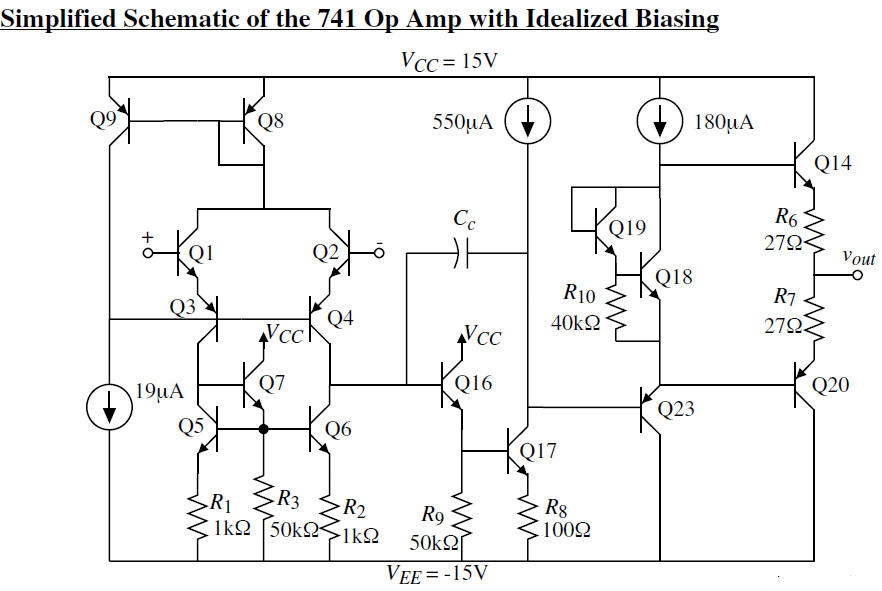 Simplified Schematic of the 741 Op Amp with Idealized Biasing
VCC = 15V
Q9
Q8
550μA
180μA
Q14
+
-
Q1
Q2
Cc
Q19
R6
27Ω
vout
Q18
Q3
Q4
R10
40kΩ
R7
27Ω
VCC
VCC
19μA
Q7
Q16
Q20
Q5
Q6
Q23
Q17
R1
1kΩ
R3
50kΩ
R2
1kΩ
R9
50kΩ
R8
100Ω
VEE = -15V